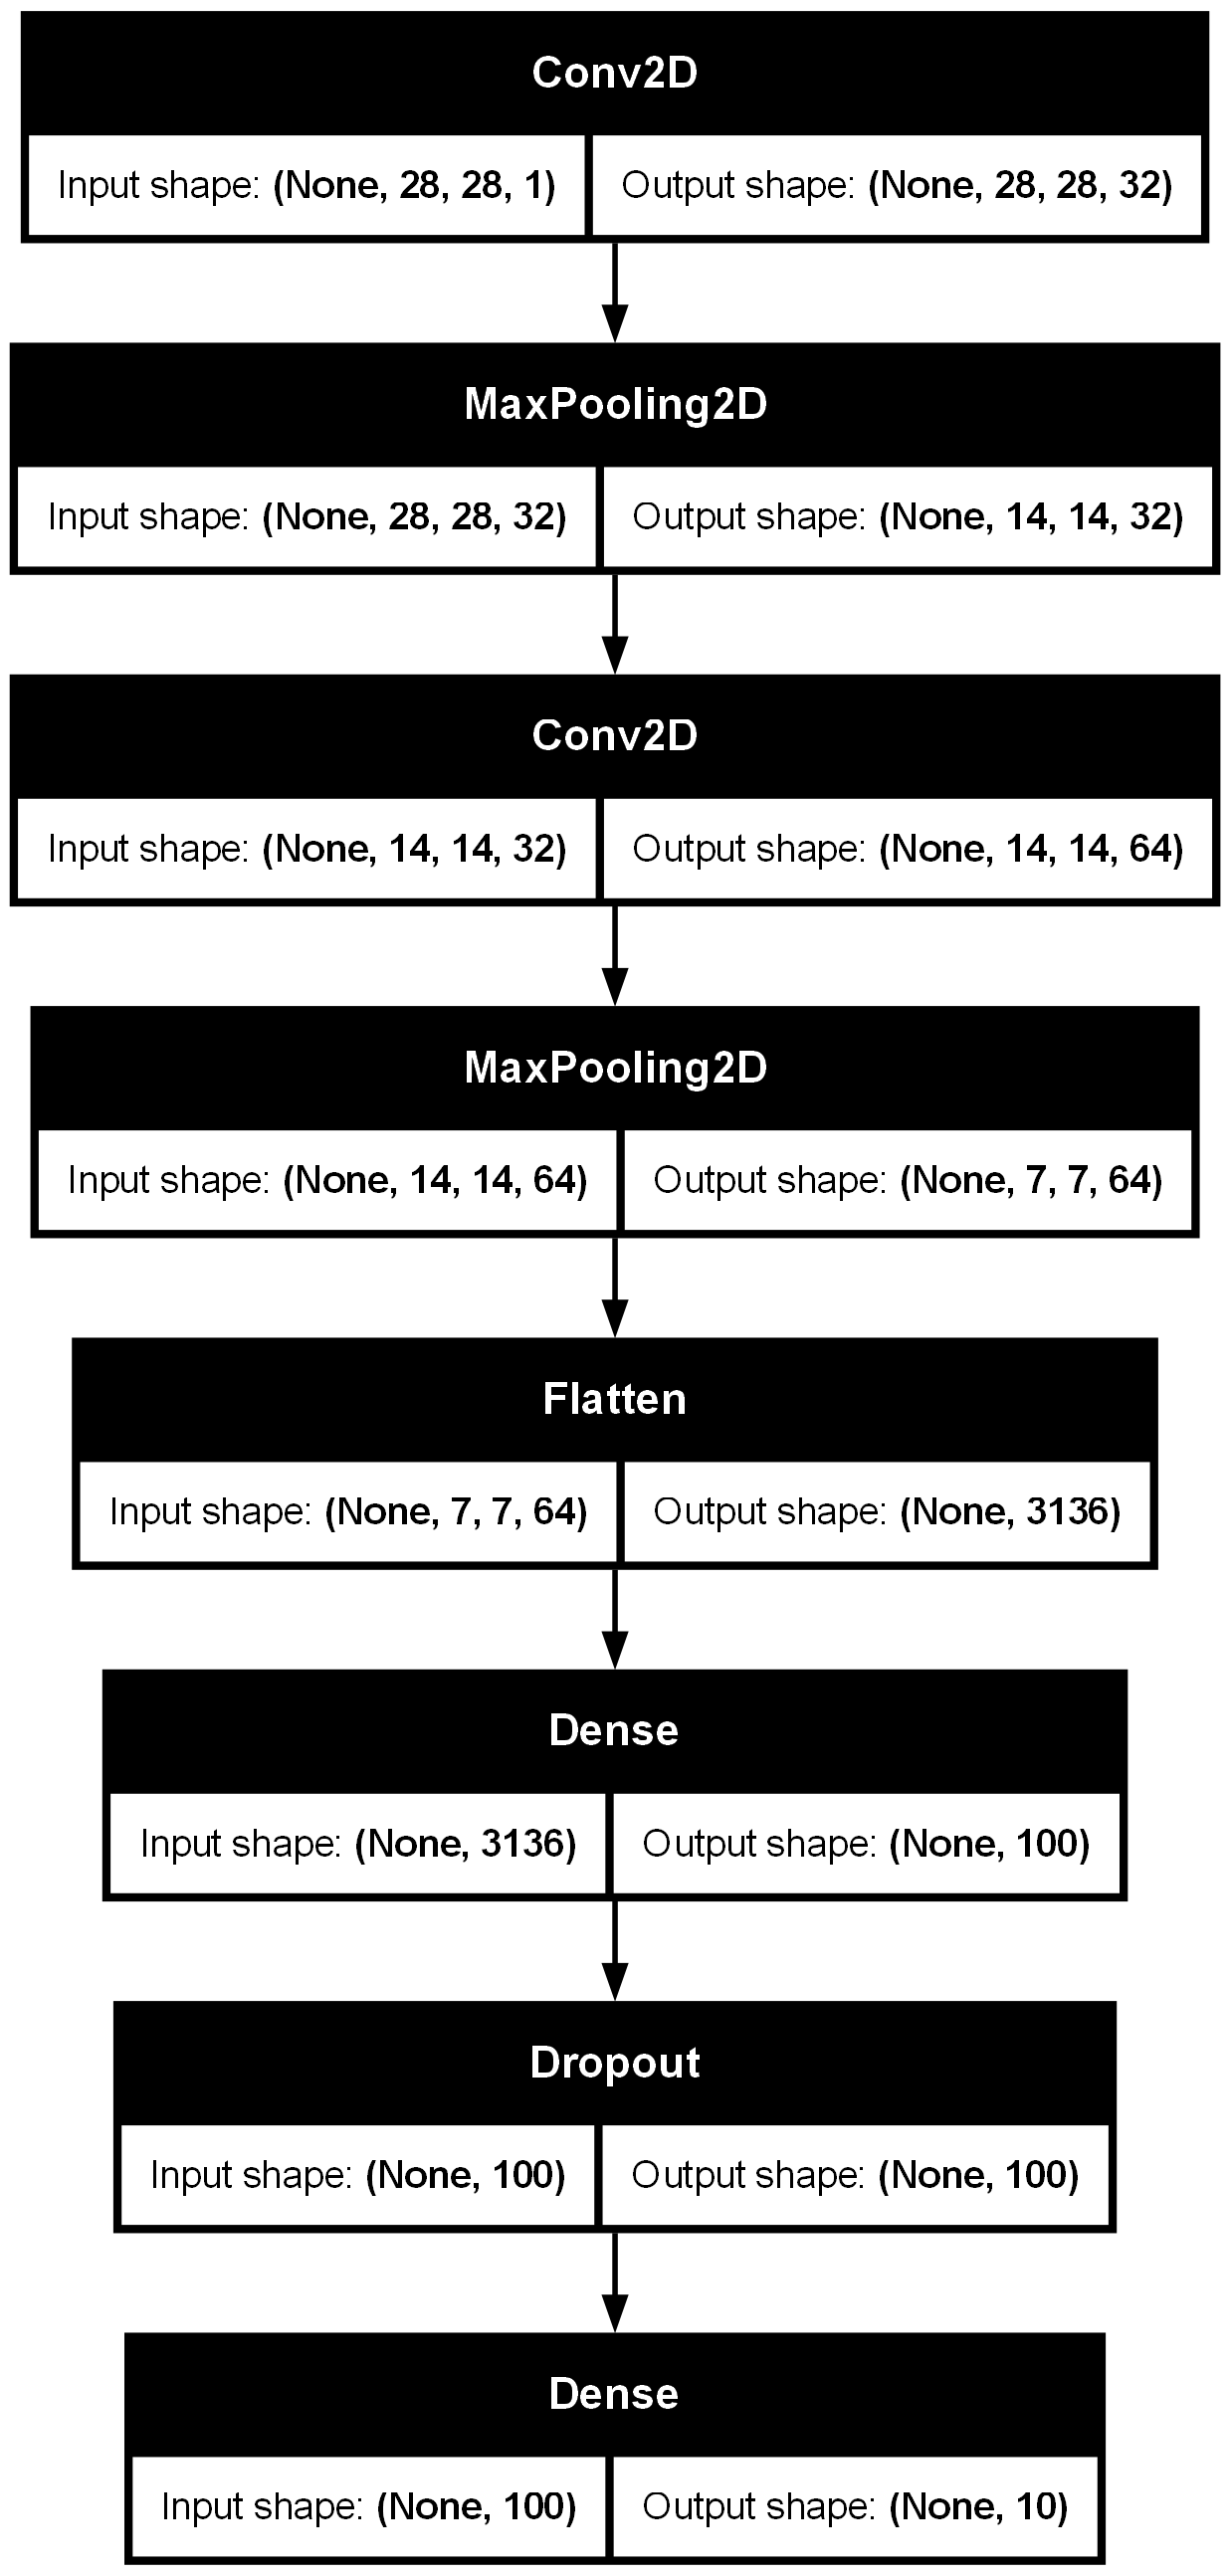 Conv2D
Input shape: (None, 28, 28, 1) Output shape: (None, 28, 28, 32)
MaxPooling2D
Input shape: (None, 28, 28, 32) Output shape: (None, 14, 14, 32)
Conv2D
Input shape: (None, 14, 14, 32) Output shape: (None, 14, 14, 64)
MaxPooling2D
Input shape: (None, 14, 14, 64) Output shape: (None, 7, 7, 64)
Flatten
Input shape: (None, 7, 7, 64) Output shape: (None, 3136)
Dense
Input shape: (None, 3136) Output shape: (None, 100)
Dropout
Input shape: (None, 100) Output shape: (None, 100)
Dense
Input shape: (None, 100) Output shape: (None, 10)